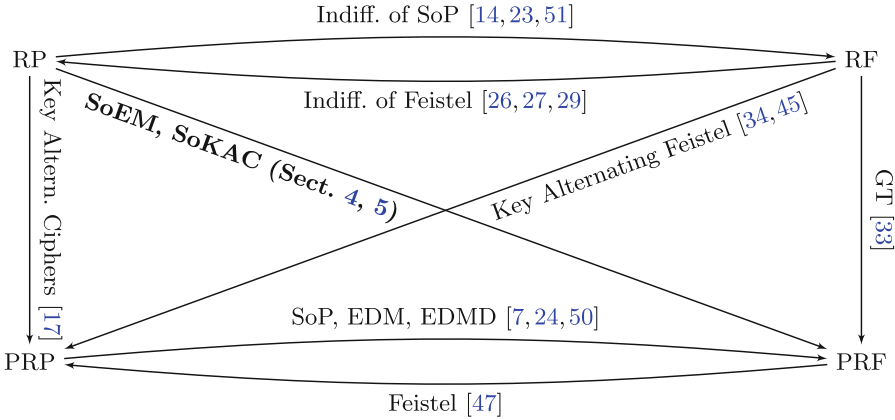 Indiff. of SoP [14, 23, 51]
RP
RF
Indiff. of Feistel [26, 27, 29]
Key Altern. Ciphers [17]
SoEM, SoKAC (Sect. 4, 5)
Key Alternating Feistel [34, 45]
GT [33]
SoP, EDM, EDMD [7, 24, 50]
PRP
PRF
Feistel [47]